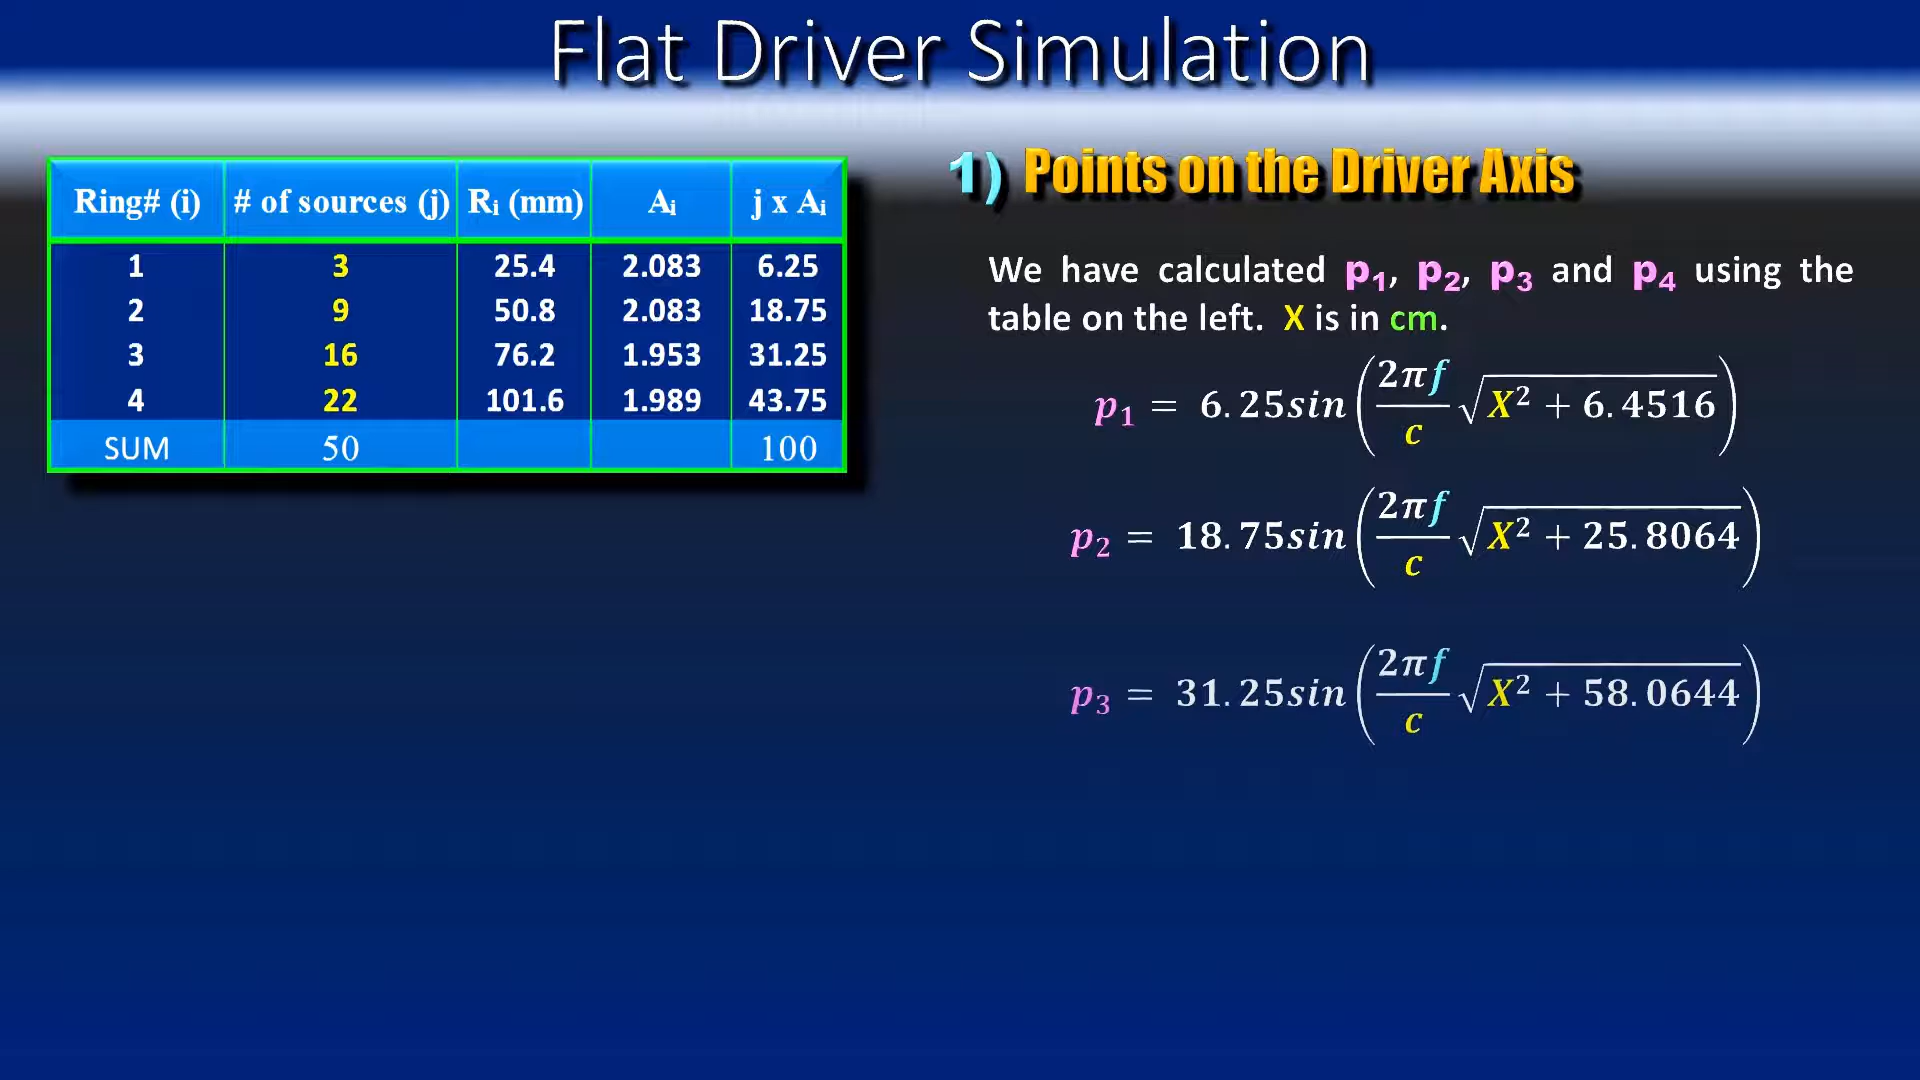 Flat Driver Simulation
Ring# (i) # of sources (j) Rᵢ (mm) Aᵢ j x Aᵢ
1 3 25.4 2.083 6.25
2 9 50.8 2.083 18.75
3 16 76.2 1.953 31.25
4 22 101.6 1.989 43.75
SUM 50 100
1) Points on the Driver Axis
We have calculated p₁, p₂, p₃ and p₄ using the
table on the left. X is in cm.
p₁ = 6.25sin(2πf/c √(X² + 6.4516))
p₂ = 18.75sin(2πf/c √(X² + 25.8064))
p₃ = 31.25sin(2πf/c √(X² + 58.0644))